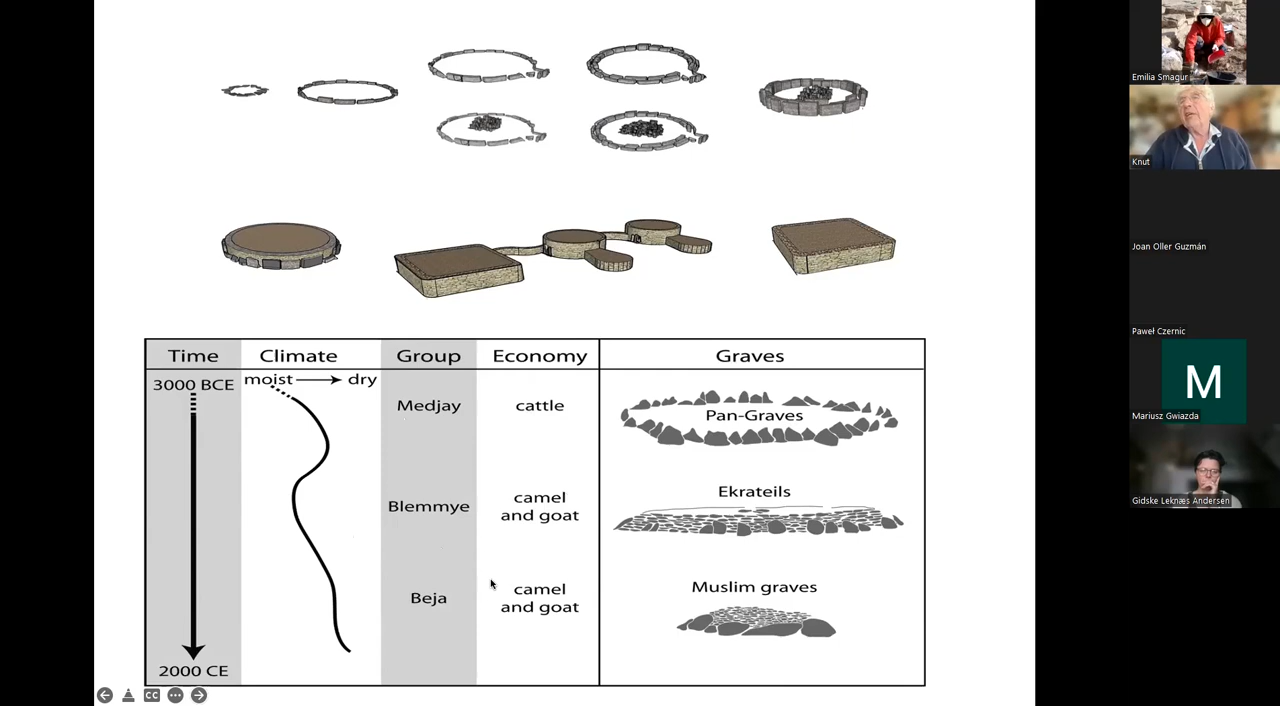 Time
Climate
Group
Economy
Graves
3000 BCE
moist
dry
Medjay
cattle
Pan-Graves
Blemmye
camel
and goat
Ekrateils
Beja
camel
and goat
Muslim graves
2000 CE
CC
Emilia Smagur
Knut
Joan Oller Guzmán
Paweł Czernic
M
Mariusz Gwiazda
Gidske Leknæs Andersen